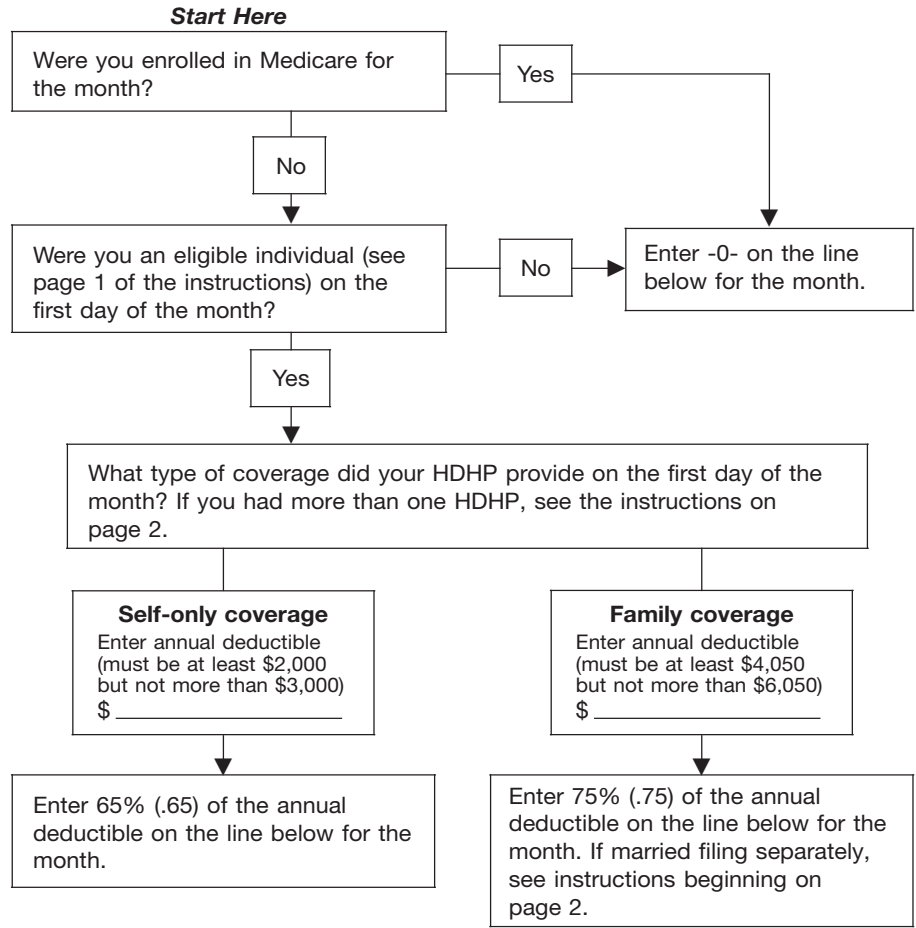 Start Here
Were you enrolled in Medicare for
the month?
Yes
No
Were you an eligible individual (see
page 1 of the instructions) on the
first day of the month?
No
Enter -0- on the line
below for the month.
Yes
What type of coverage did your HDHP provide on the first day of the
month? If you had more than one HDHP, see the instructions on
page 2.
Self-only coverage
Enter annual deductible
(must be at least $2,000
but not more than $3,000)
$
Family coverage
Enter annual deductible
(must be at least $4,050
but not more than $6,050)
$
Enter 65% (.65) of the annual
deductible on the line below for the
month.
Enter 75% (.75) of the annual
deductible on the line below for the
month. If married filing separately,
see instructions beginning on
page 2.